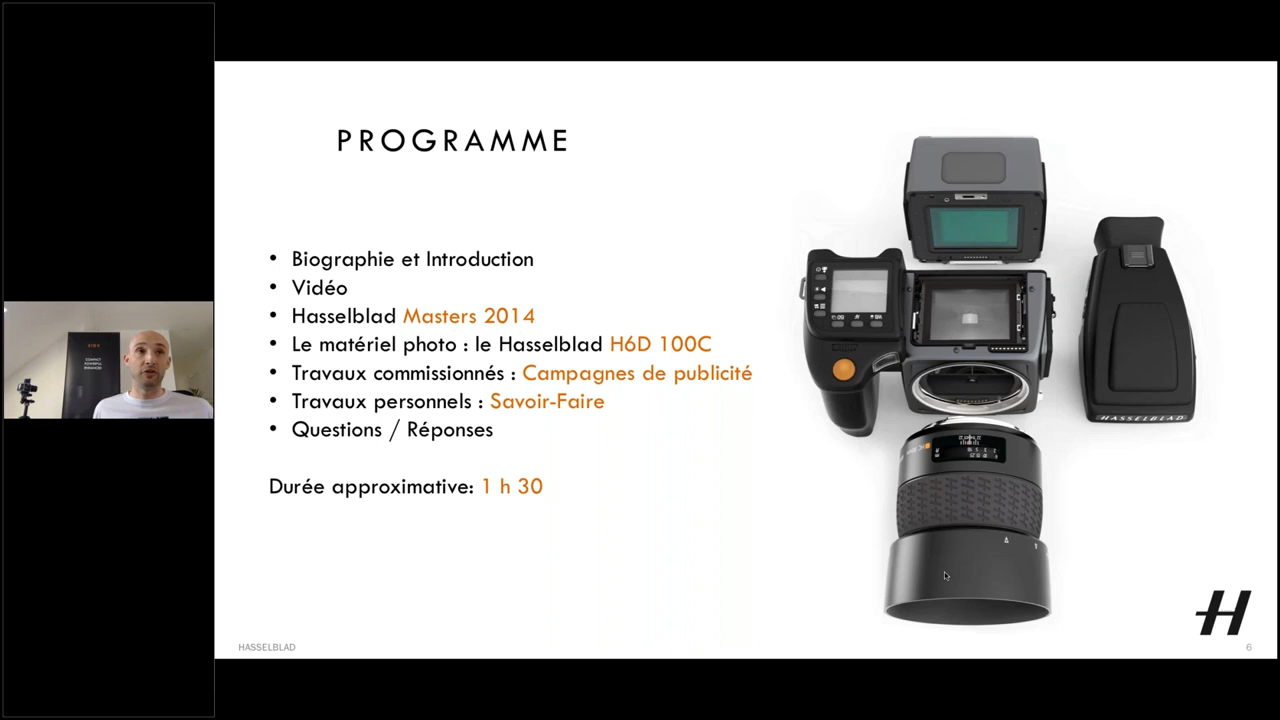 PROGRAMME
• Biographie et Introduction
• Vidéo
• Hasselblad Masters 2014
• Le matériel photo : le Hasselblad H6D 100C
• Travaux commissionnés : Campagnes de publicité
• Travaux personnels : Savoir-Faire
• Questions / Réponses
Durée approximative: 1 h 30
HASSELBLAD
H
HASSELBLAD
6